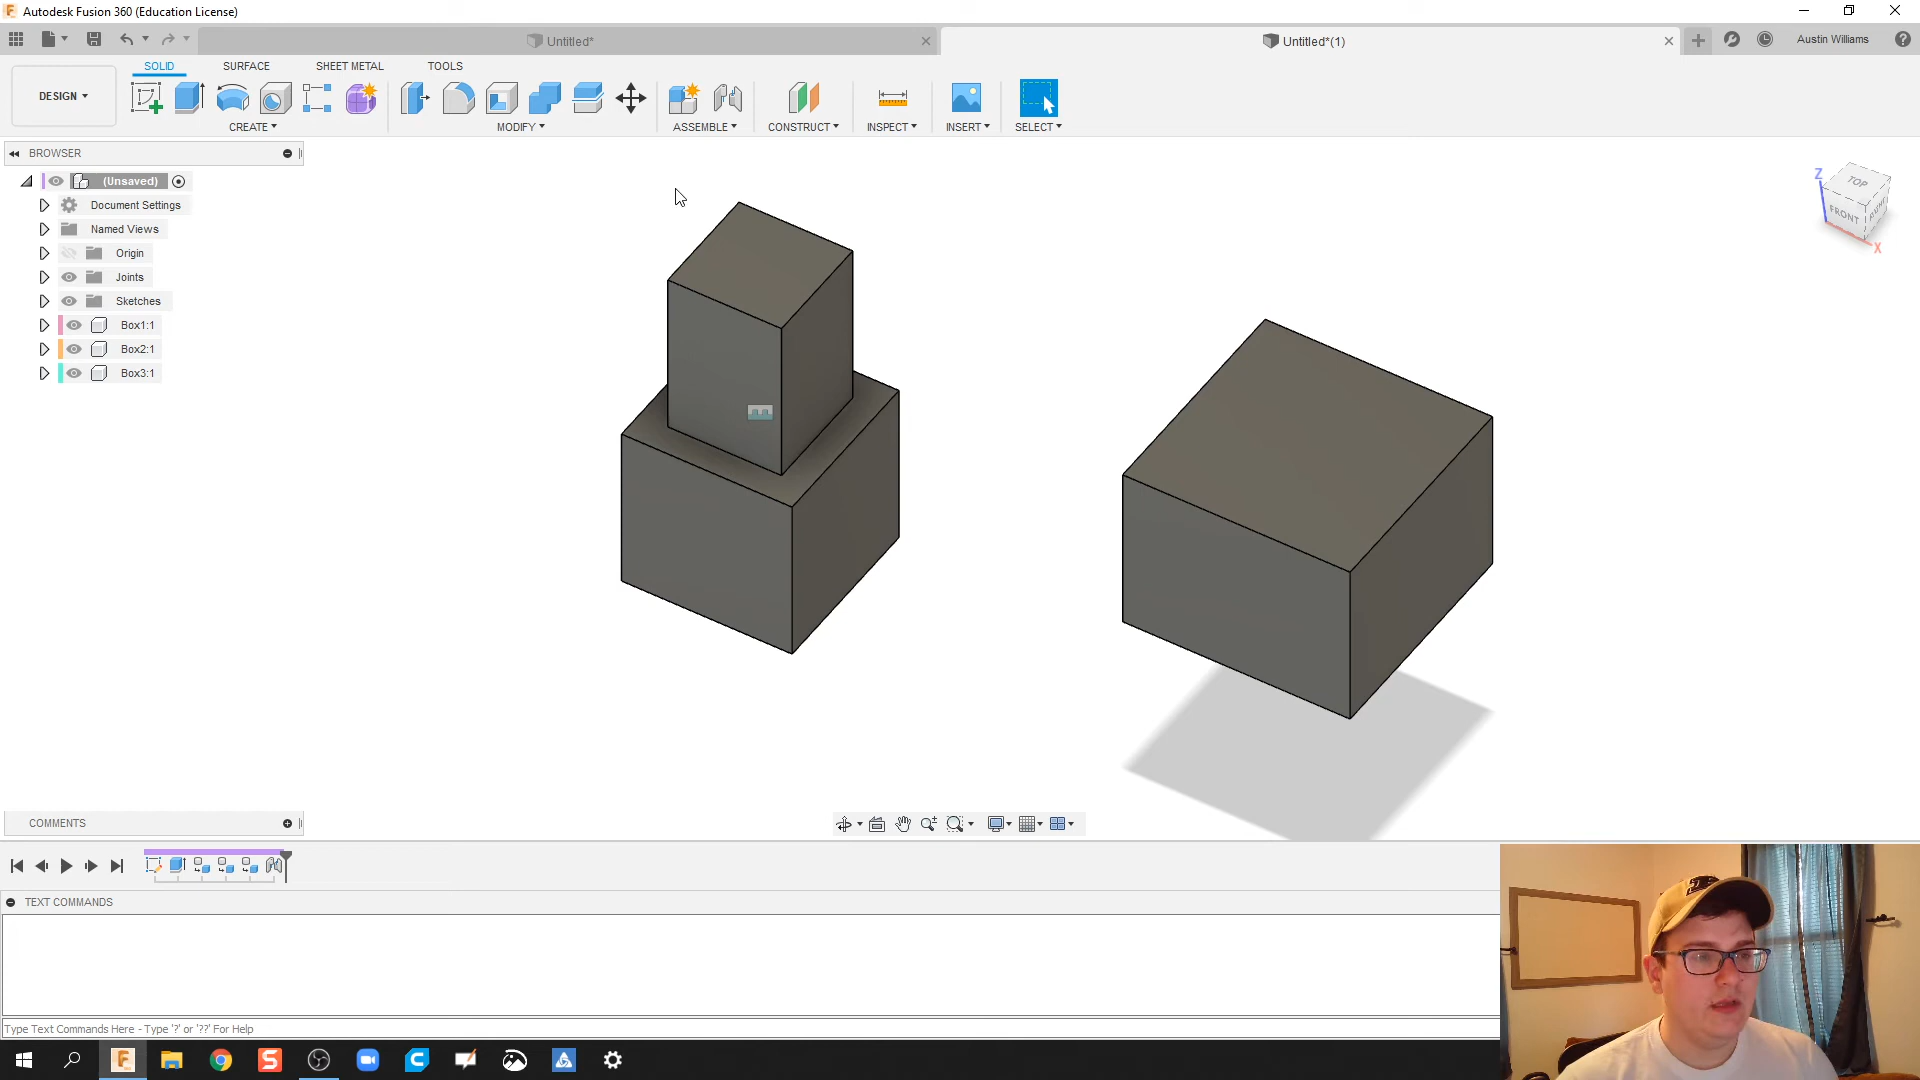 Autodesk Fusion 360 (Education License)
Untitled*
Untitled*(1)
Austin Williams
DESIGN
SOLID
SURFACE
SHEET METAL
TOOLS
CREATE
MODIFY
ASSEMBLE
CONSTRUCT
INSPECT
INSERT
SELECT
BROWSER
(Unsaved)
Document Settings
Named Views
Origin
Joints
Sketches
Box1:1
Box2:1
Box3:1
Z
TOP
FRONT
RIGHT
X
COMMENTS
TEXT COMMANDS
Type Text Commands Here - Type '?' or '??' For Help